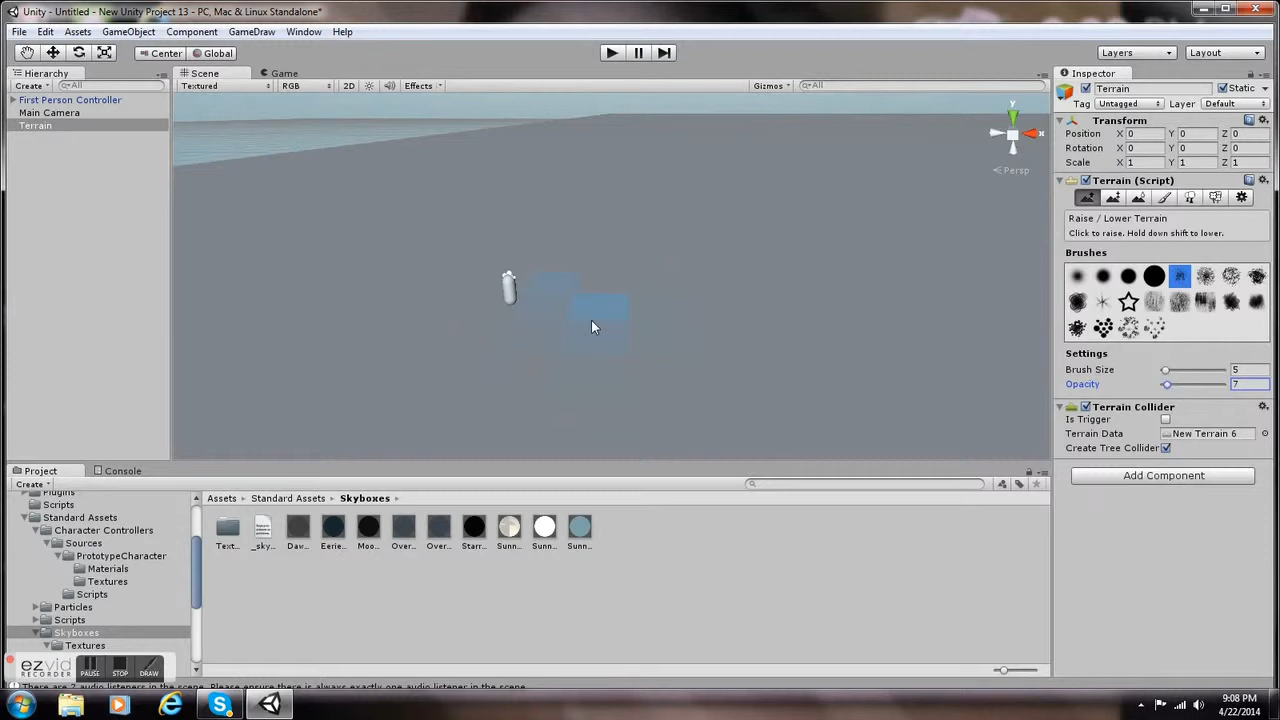 Unity - Untitled - New Unity Project 13 - PC, Mac & Linux Standalone*
File Edit Assets GameObject Component GameDraw Window Help
Center Global Layers Layout
Hierarchy
Create All
First Person Controller
Main Camera
Terrain
Scene Game
Textured RGB 2D Effects Gizmos All
y
x
Persp
Inspector
Terrain Static
Tag Untagged Layer Default
Transform
Position X 0 Y 0 Z 0
Rotation X 0 Y 0 Z 0
Scale X 1 Y 1 Z 1
Terrain (Script)
Raise / Lower Terrain
Click to raise. Hold down shift to lower.
Brushes
Settings
Brush Size 5
Opacity 7
Terrain Collider
Is Trigger
Terrain Data New Terrain 6
Create Tree Collider
Add Component
Project Console
Create
Plugins
Scripts
Standard Assets
Character Controllers
Sources
PrototypeCharacter
Materials
Textures
Scripts
Particles
Scripts
Skyboxes
Textures
Assets Standard Assets Skyboxes
Text... _sky... Daw... Eerie... Moo... Over... Over... Starr... Sunn... Sunn... Sunn...
ezvid
RECORDER
PAUSE STOP DRAW
There are 2 audio listeners in the scene. Please ensure there is always exactly one audio listener in the scene.
9:08 PM
4/22/2014